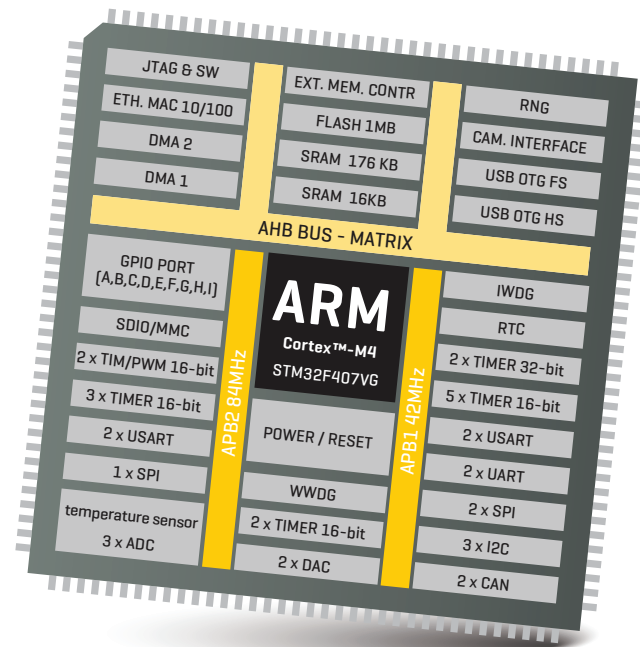 JTAG & SW
ETH. MAC 10/100
DMA 2
DMA 1
EXT. MEM. CONTR
FLASH 1MB
SRAM 176 KB
SRAM 16KB
RNG
CAM. INTERFACE
USB OTG FS
USB OTG HS
AHB BUS - MATRIX
GPIO PORT
(A,B,C,D,E,F,G,H,I)
SDIO/MMC
2 x TIM/PWM 16-bit
3 x TIMER 16-bit
2 x USART
1 x SPI
temperature sensor
3 x ADC
APB2 84MHz
ARM
Cortex™-M4
STM32F407VG
POWER / RESET
WWDG
2 x TIMER 16-bit
2 x DAC
APB1 42MHz
IWDG
RTC
2 x TIMER 32-bit
5 x TIMER 16-bit
2 x USART
2 x UART
2 x SPI
3 x I2C
2 x CAN